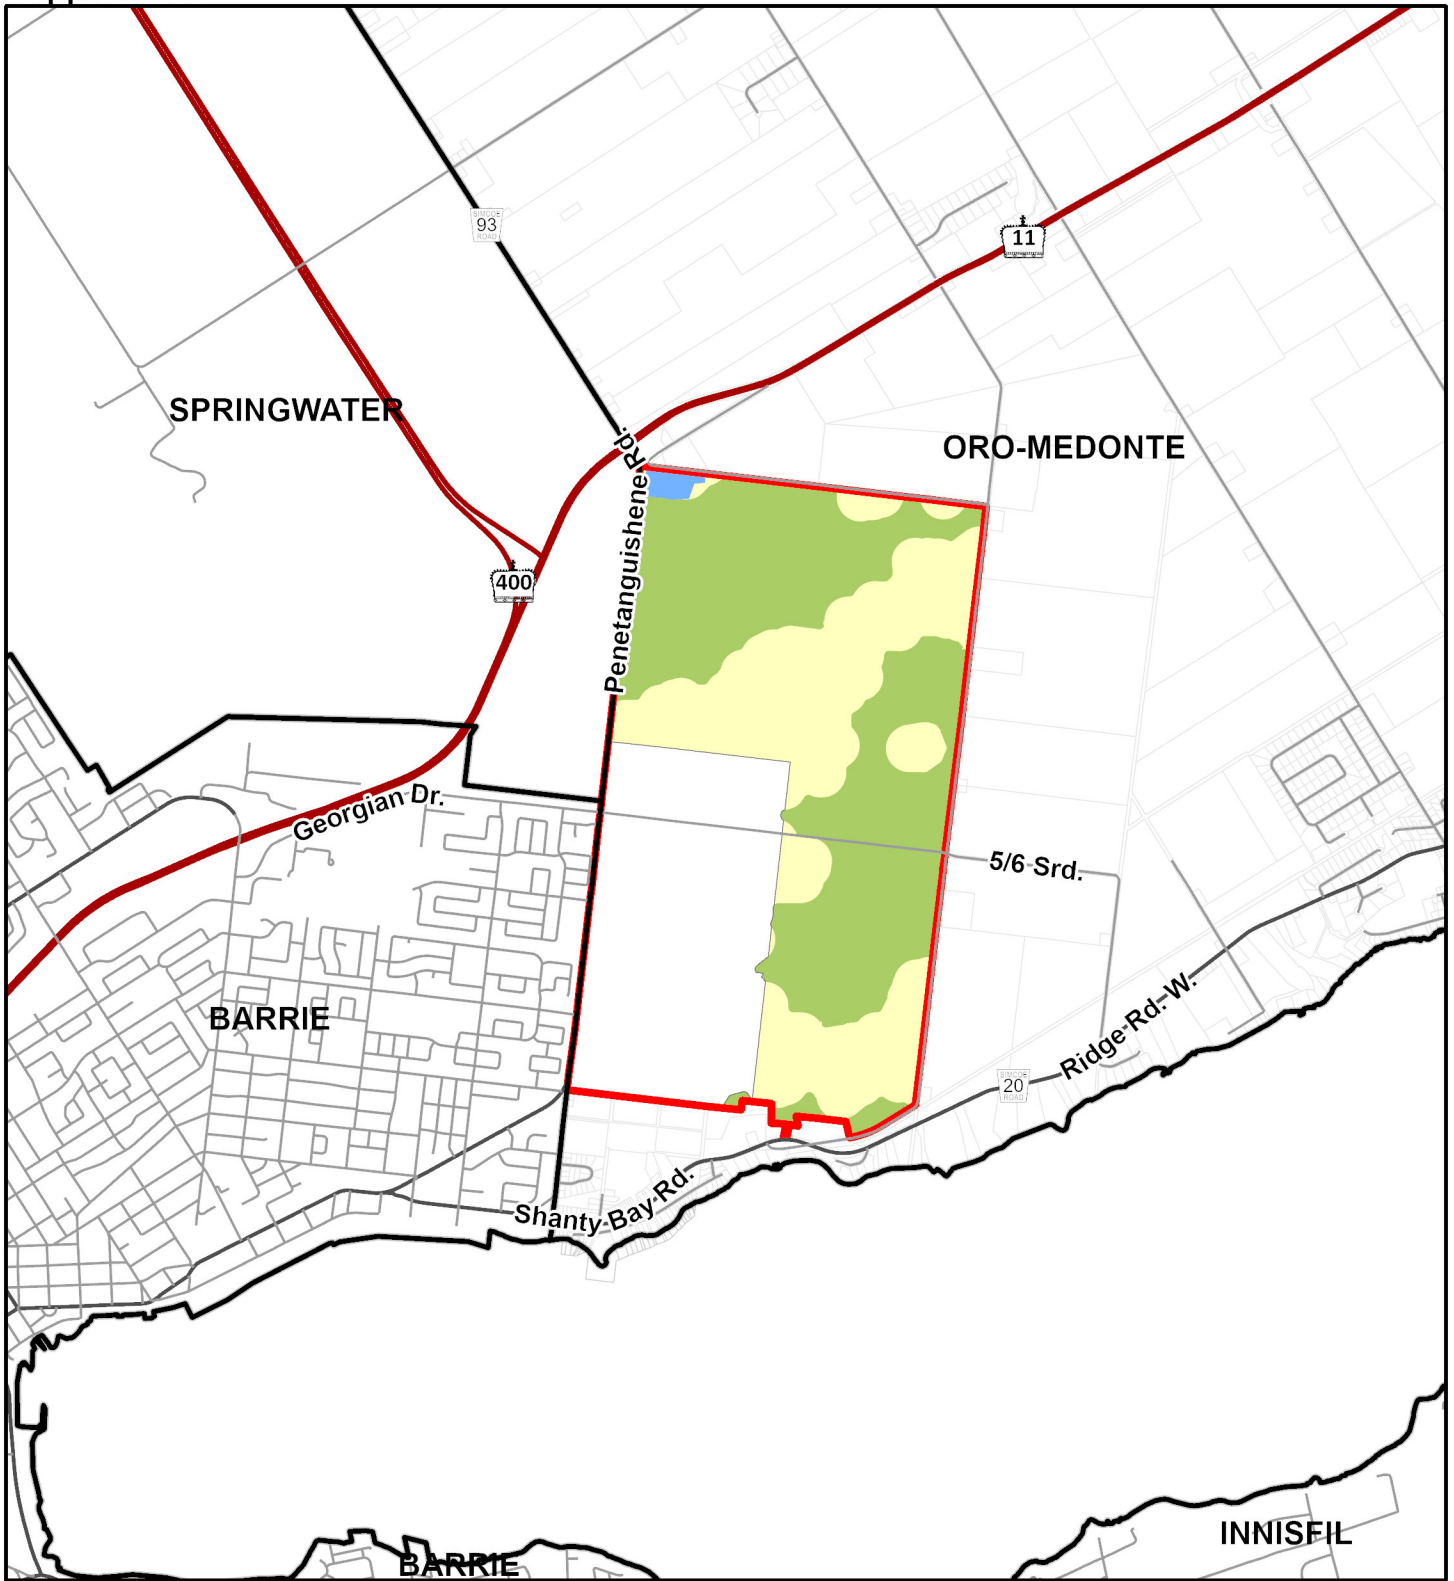 SIMCOE
93
ROAD
11
SPRINGWATER
ORO-MEDONTE
Penetanguishene Rd.
400
Georgian Dr.
5/6 Srd.
BARRIE
Ridge Rd. W.
SIMCOE
20
ROAD
Shanty Bay Rd.
INNISFIL
BARRIE